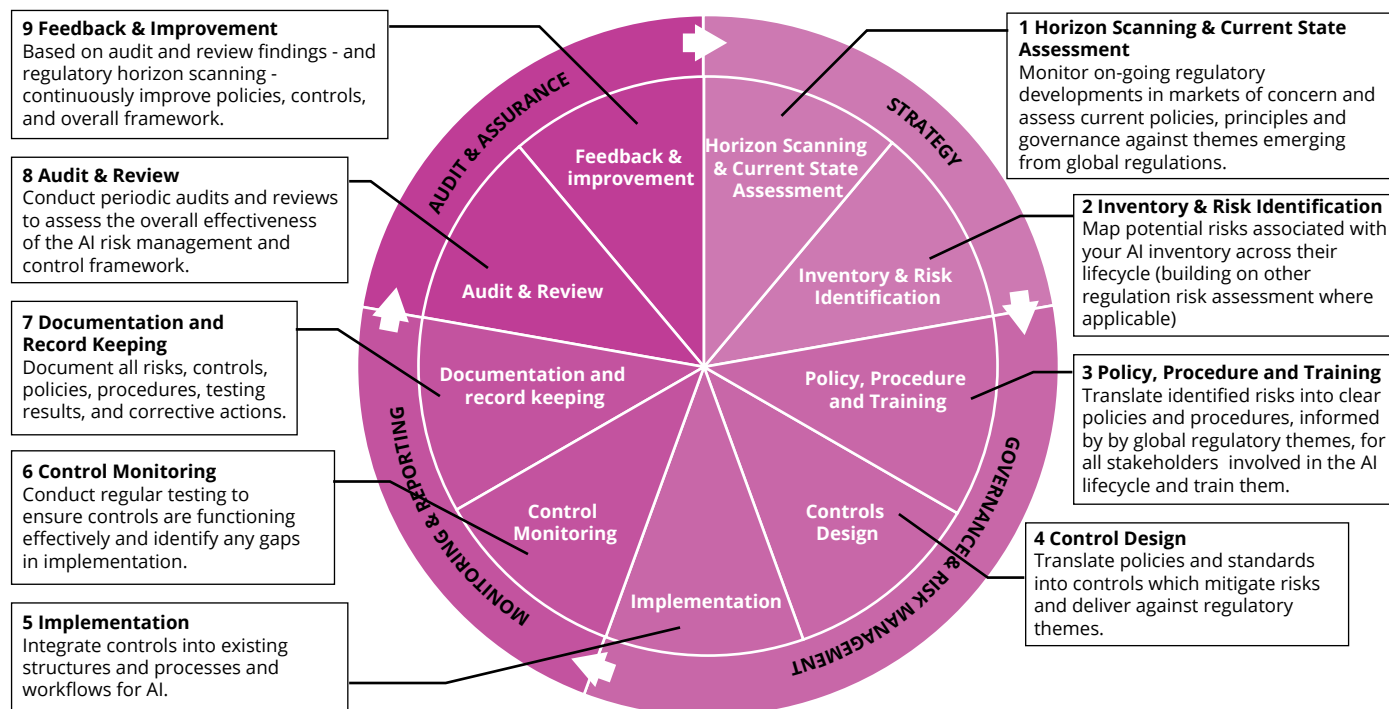 9 Feedback & Improvement
Based on audit and review findings - and
regulatory horizon scanning -
continuously improve policies, controls,
and overall framework.
8 Audit & Review
Conduct periodic audits and reviews
to assess the overall effectiveness
of the AI risk management and
control framework.
7 Documentation and
Record Keeping
Document all risks, controls,
policies, procedures, testing
results, and corrective actions.
6 Control Monitoring
Conduct regular testing to
ensure controls are functioning
effectively and identify any gaps
in implementation.
5 Implementation
Integrate controls into existing
structures and processes and
workflows for AI.
AUDIT & ASSURANCE
STRATEGY
GOVERNANCE& RISK MANAGEMENT
MONITORING & REPORTING
Feedback &
improvement
Horizon Scanning
& Current State
Assessment
Audit & Review
Inventory & Risk
Identification
Documentation and
record keeping
Policy, Procedure
and Training
Control
Monitoring
Controls
Design
Implementation
1 Horizon Scanning & Current State
Assessment
Monitor on-going regulatory
developments in markets of concern and
assess current policies, principles and
governance against themes emerging
from global regulations.
2 Inventory & Risk Identification
Map potential risks associated with
your AI inventory across their
lifecycle (building on other
regulation risk assessment where
applicable)
3 Policy, Procedure and Training
Translate identified risks into clear
policies and procedures, informed
by by global regulatory themes, for
all stakeholders involved in the AI
lifecycle and train them.
4 Control Design
Translate policies and standards
into controls which mitigate risks
and deliver against regulatory
themes.